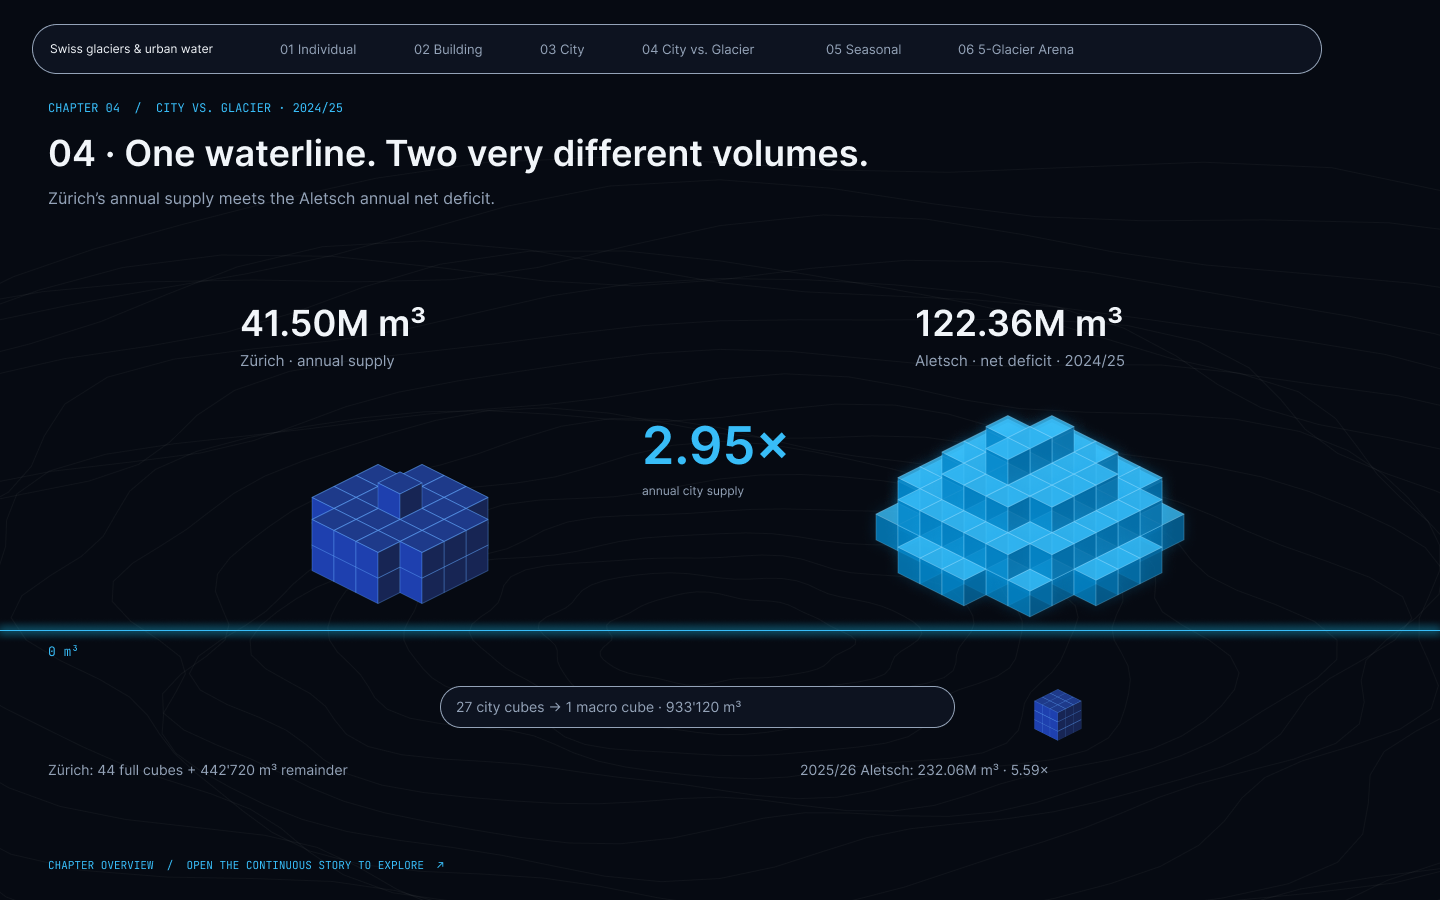 Swiss glaciers & urban water
01 Individual
02 Building
03 City
04 City vs. Glacier
05 Seasonal
06 5-Glacier Arena
CHAPTER 04 / CITY VS. GLACIER · 2024/25
04 · One waterline. Two very different volumes.
Zürich’s annual supply meets the Aletsch annual net deficit.
41.50M m³
Zürich · annual supply
122.36M m³
Aletsch · net deficit · 2024/25
2.95×
annual city supply
0 m³
27 city cubes → 1 macro cube · 933'120 m³
Zürich: 44 full cubes + 442'720 m³ remainder
2025/26 Aletsch: 232.06M m³ · 5.59×
CHAPTER OVERVIEW / OPEN THE CONTINUOUS STORY TO EXPLORE ↗